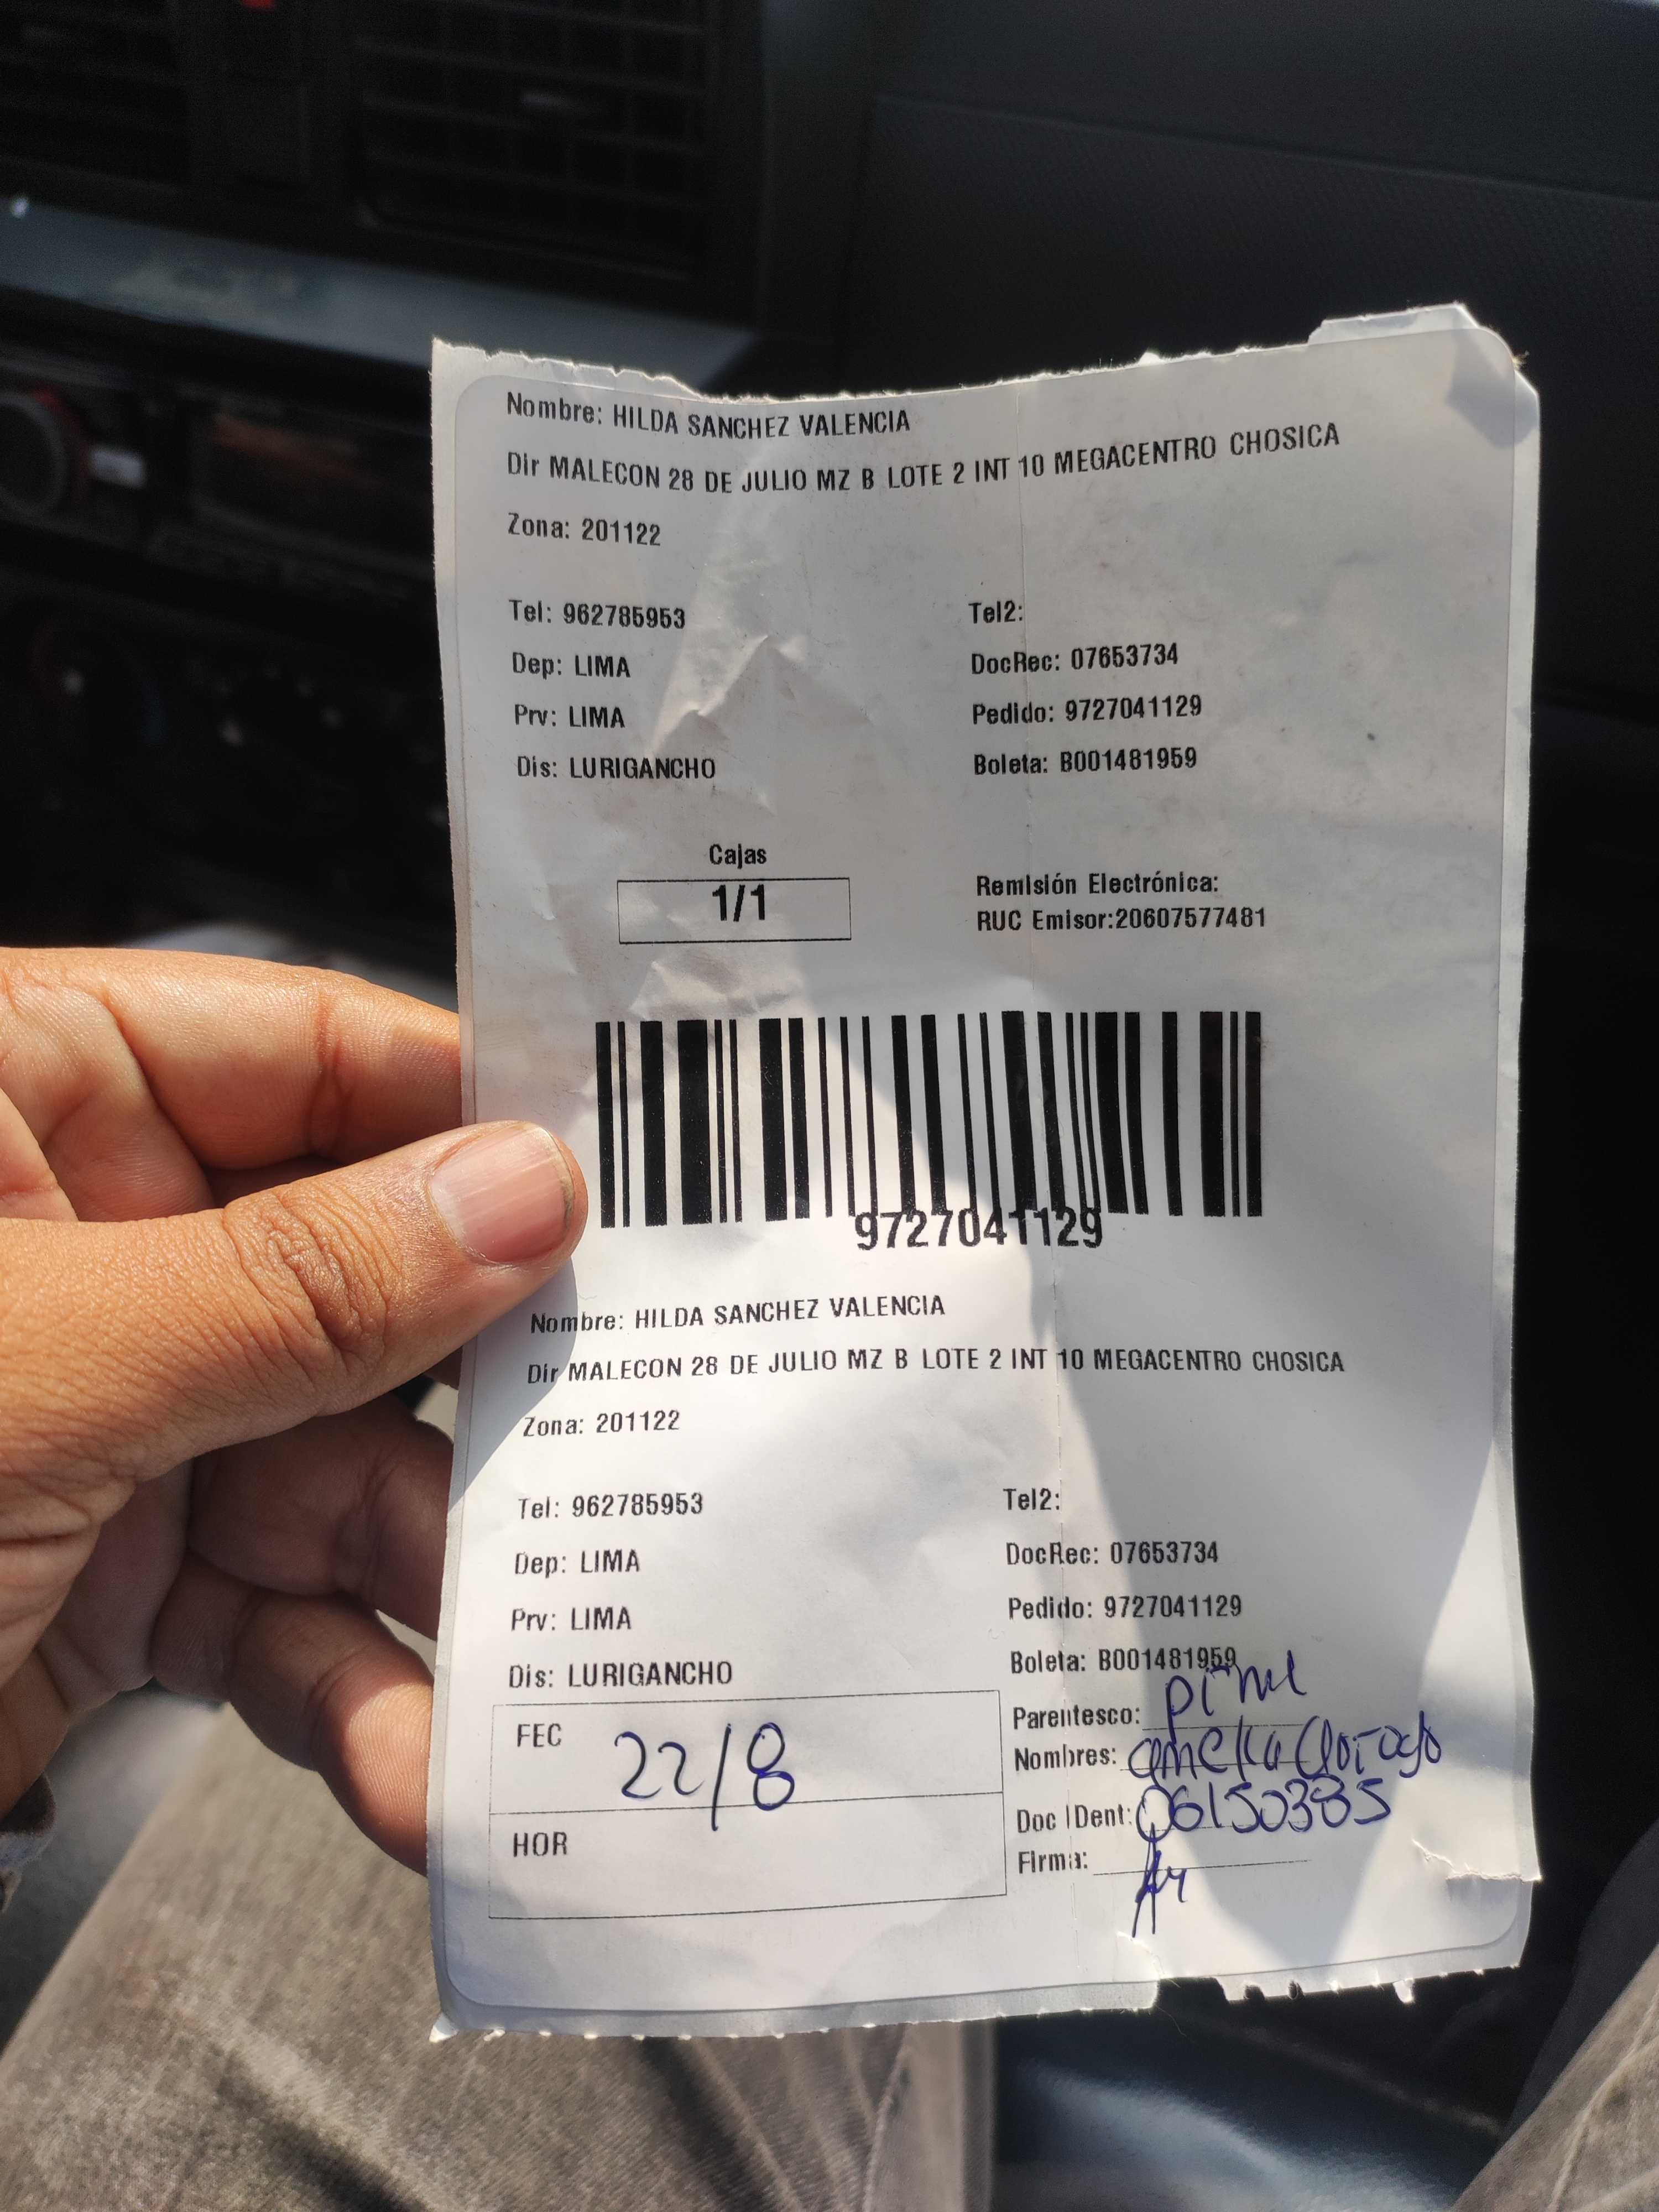 Nombre: HILDA SANCHEZ VALENCIA
Dir MALECON 28 DE JULIO MZ B LOTE 2 INT 10 MEGACENTRO CHOSICA
Zona: 201122
Tel: 962785953 Tel2:
Dep: LIMA DocRec: 07653734
Prv: LIMA Pedido: 9727041129
Dis: LURIGANCHO Boleta: B001481959
Cajas
1/1
Remisión Electrónica:
RUC Emisor:20607577481
9727041129
Nombre: HILDA SANCHEZ VALENCIA
Dir MALECON 28 DE JULIO MZ B LOTE 2 INT 10 MEGACENTRO CHOSICA
Zona: 201122
Tel: 962785953 Tel2:
Dep: LIMA DocRec: 07653734
Prv: LIMA Pedido: 9727041129
Dis: LURIGANCHO Boleta: B001481959
FEC 22/8
HOR
Parentesco:
Nombres:
Doc IDent: 06150385
Firma: